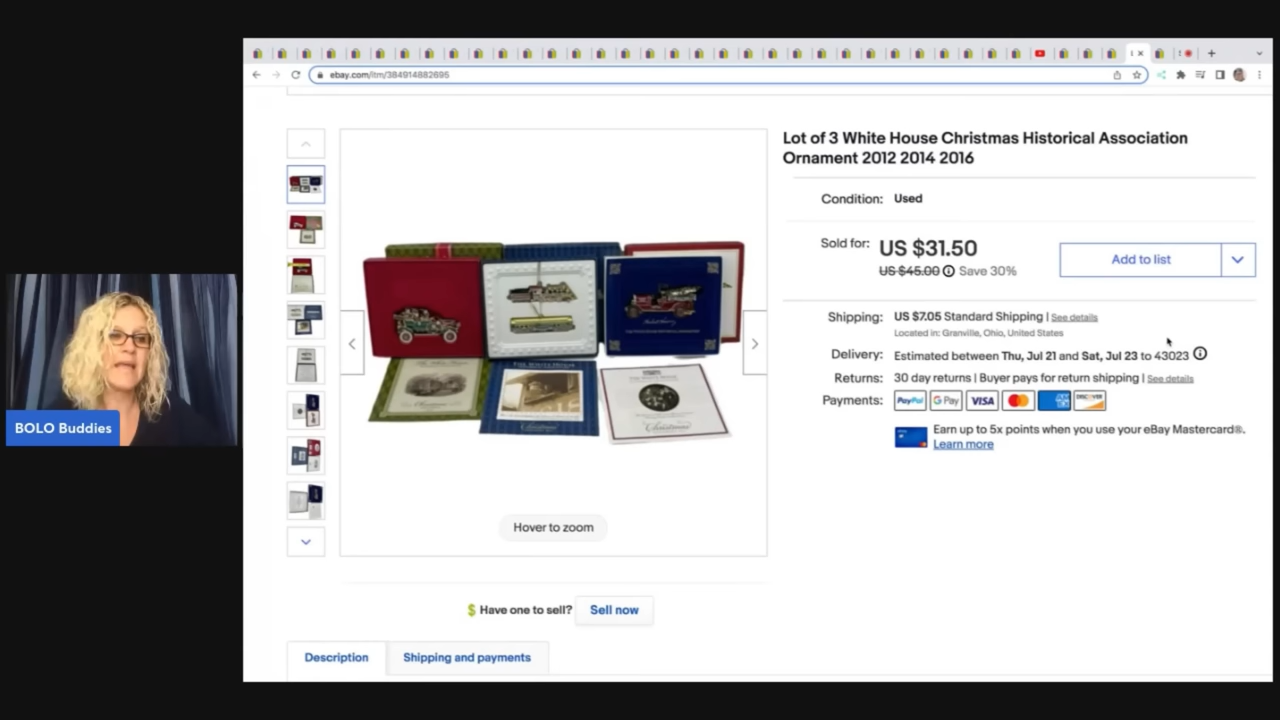 ebay.com/itm/384914882695
Lot of 3 White House Christmas Historical Association
Ornament 2012 2014 2016
Condition: Used
Sold for: US $31.50
US $45.00 Save 30%
Add to list
Shipping: US $7.05 Standard Shipping | See details
Located in: Granville, Ohio, United States
Delivery: Estimated between Thu, Jul 21 and Sat, Jul 23 to 43023
Returns: 30 day returns | Buyer pays for return shipping | See details
Payments: PayPal G Pay VISA DISCOVER
Earn up to 5x points when you use your eBay Mastercard®.
Learn more
BOLO Buddies
Christmas
Hover to zoom
$ Have one to sell? Sell now
Description Shipping and payments